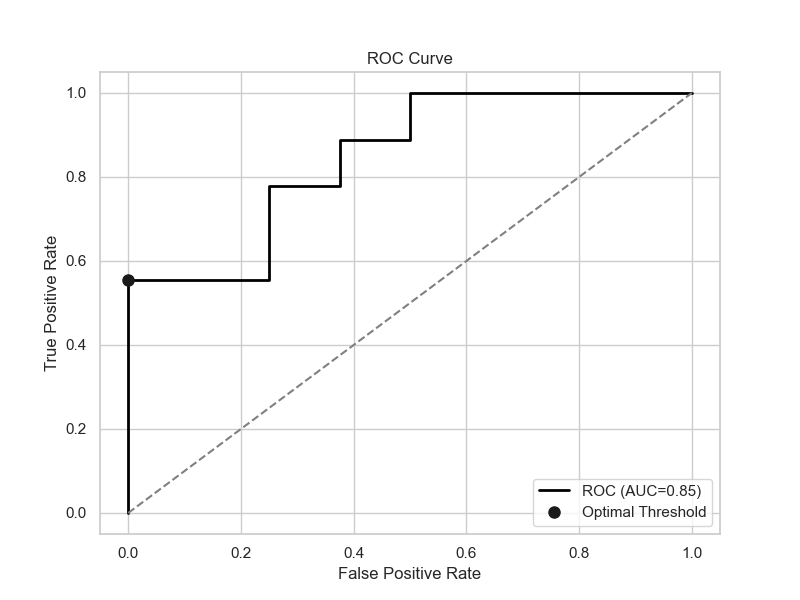 ROC Curve
1.0
0.8
0.6
0.4
0.2
0.0
True Positive Rate
0.0 0.2 0.4 0.6 0.8 1.0
False Positive Rate
ROC (AUC=0.85)
Optimal Threshold